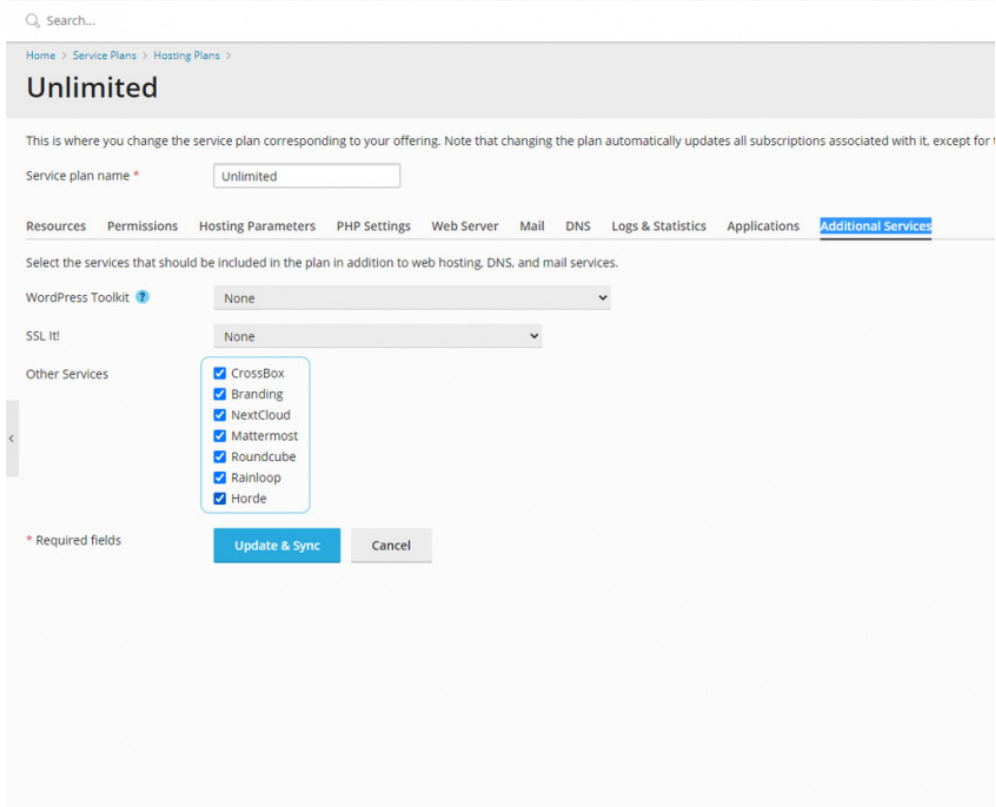 Search...
Home > Service Plans > Hosting Plans >
Unlimited
This is where you change the service plan corresponding to your offering. Note that changing the plan automatically updates all subscriptions associated with it, except for
Service plan name * Unlimited
Resources Permissions Hosting Parameters PHP Settings Web Server Mail DNS Logs & Statistics Applications Additional Services
Select the services that should be included in the plan in addition to web hosting, DNS, and mail services.
WordPress Toolkit ? None
SSL It! None
Other Services
CrossBox
Branding
NextCloud
Mattermost
Roundcube
Rainloop
Horde
* Required fields Update & Sync Cancel